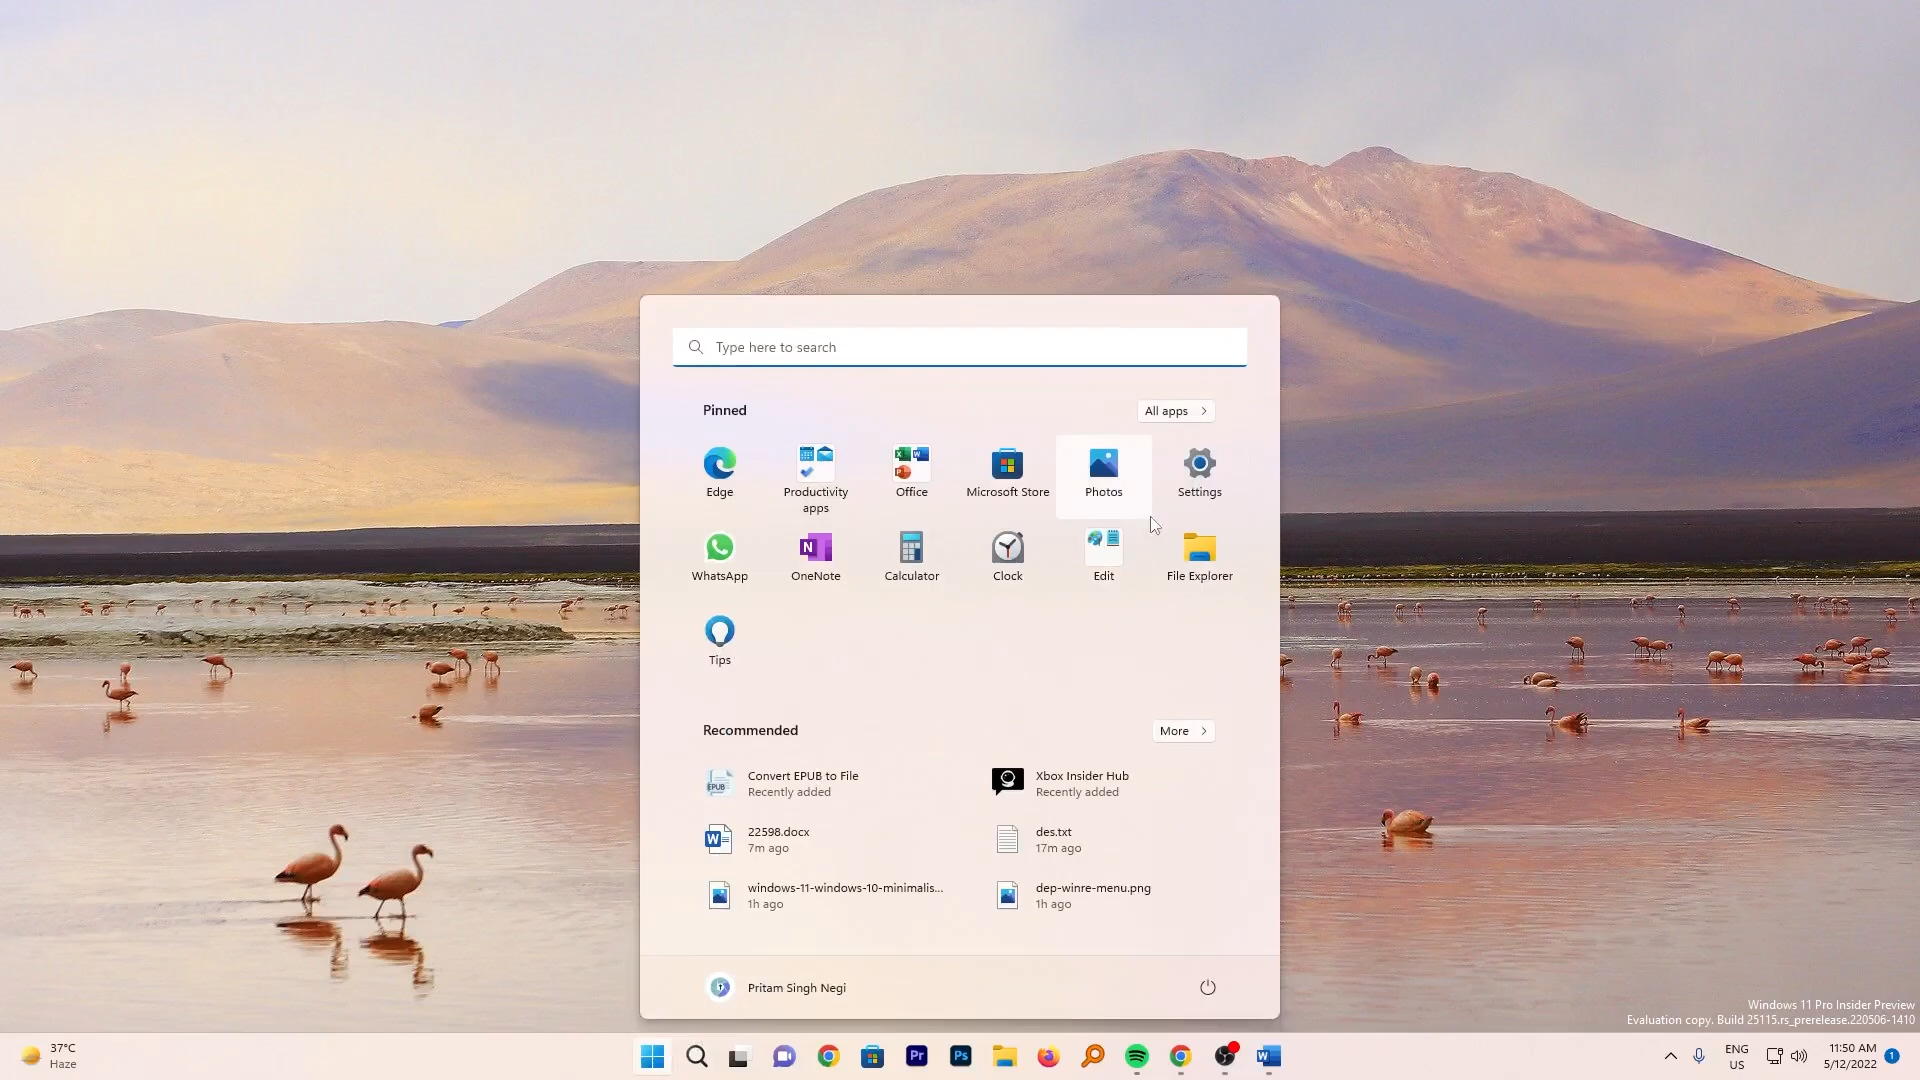 Type here to search
Pinned
All apps
Edge
Productivity
apps
Office
Microsoft Store
Photos
Settings
WhatsApp
OneNote
Calculator
Clock
Edit
File Explorer
Tips
Recommended
More
Convert EPUB to File
Recently added
Xbox Insider Hub
Recently added
22598.docx
7m ago
des.txt
17m ago
windows-11-windows-10-minimalis...
1h ago
dep-winre-menu.png
1h ago
Pritam Singh Negi
Windows 11 Pro Insider Preview
Evaluation copy. Build 25115.rs_prerelease.220506-1410
37°C
Haze
Pr
Ps
ENG
US
11:50 AM
5/12/2022
1